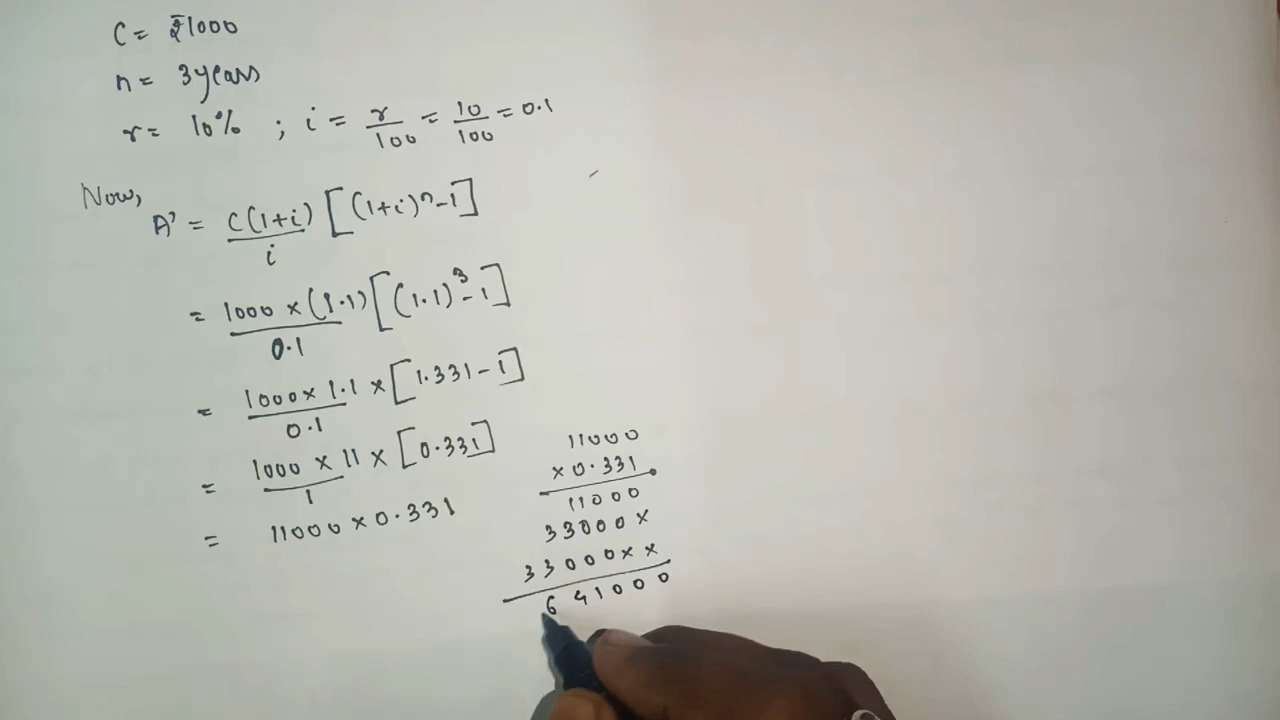 C = ₹1000
n = 3 years
r = 10% ; i = r/100 = 10/100 = 0.1
Now,
A' = C(1+i)/i [(1+i)ⁿ-1]
= 1000 × (1.1)/0.1 [(1.1)³-1]
= 1000 × 1.1/0.1 × [1.331 - 1]
= 1000 × 11/1 × [0.331]
= 11000 × 0.331
11000
× 0.331
11000
33000×
33000××
641000